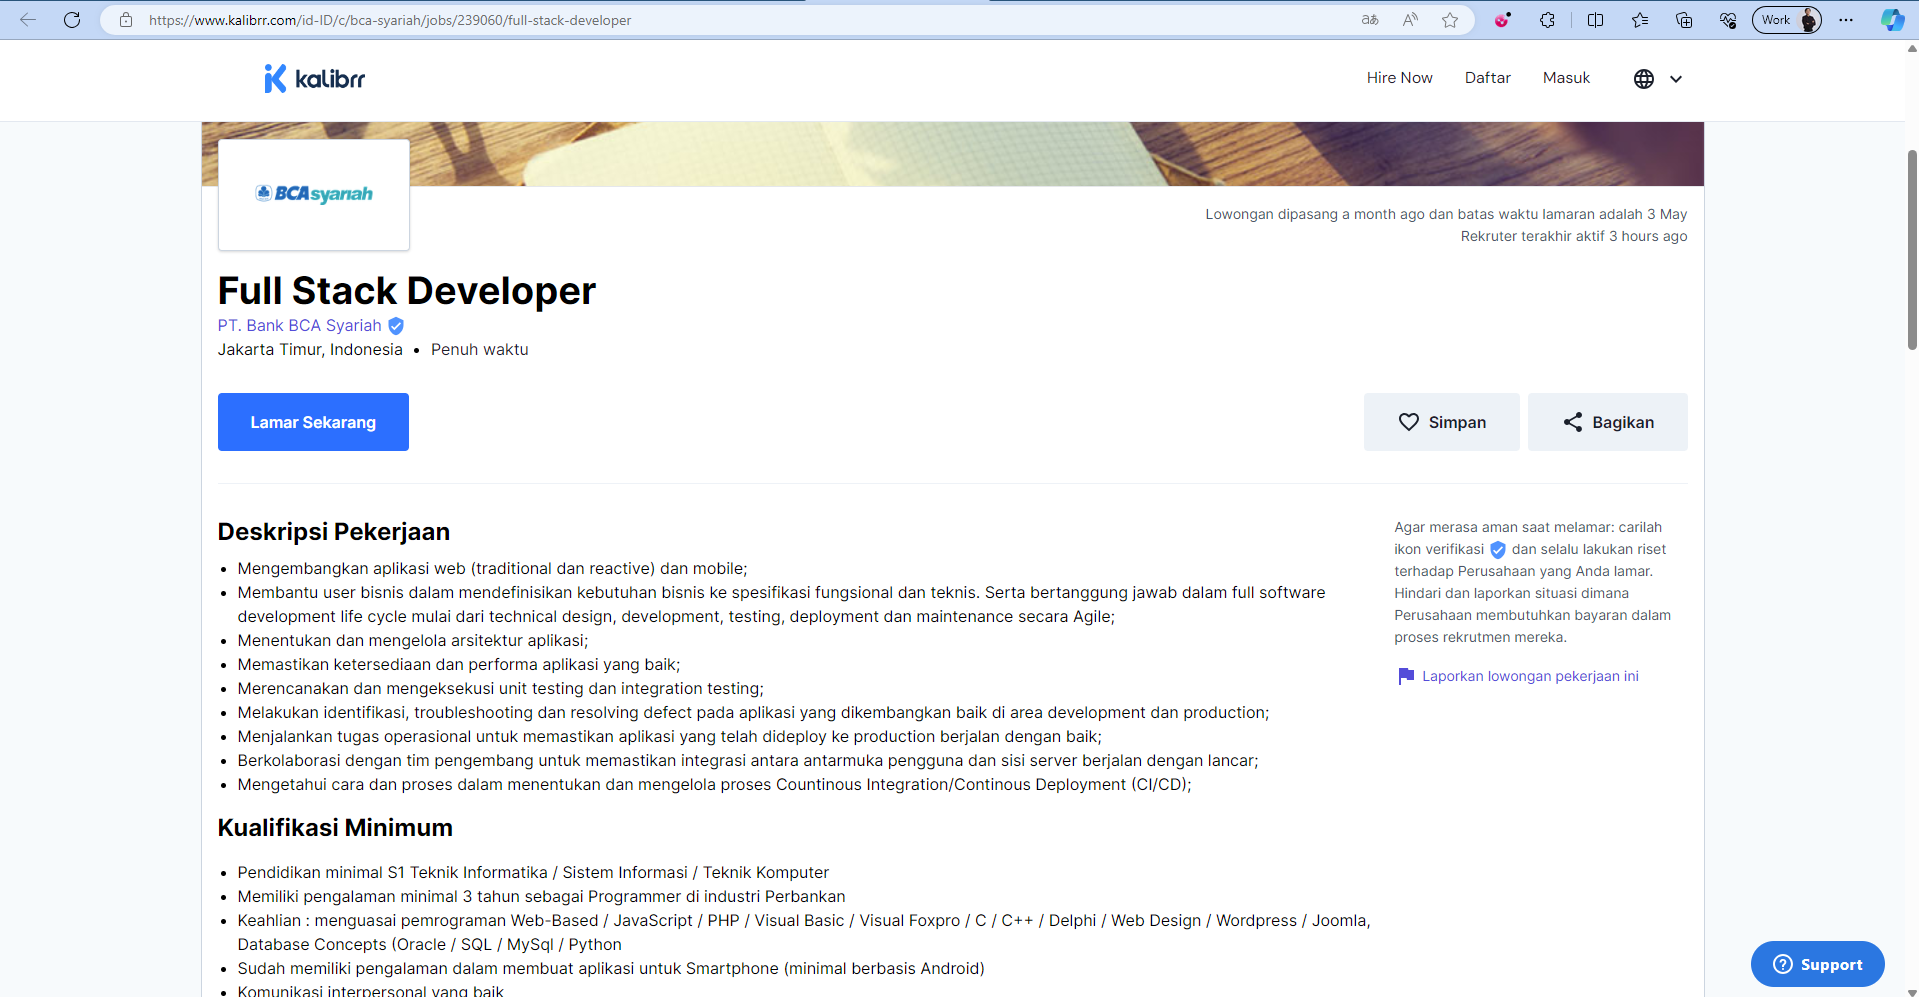 https://www.kalibrr.com/id-ID/c/bca-syariah/jobs/239060/full-stack-developer
Work
kalibrr
Hire Now
Daftar
Masuk
BCA syariah
Lowongan dipasang a month ago dan batas waktu lamaran adalah 3 May
Rekruter terakhir aktif 3 hours ago
Full Stack Developer
PT. Bank BCA Syariah
Jakarta Timur, Indonesia • Penuh waktu
Lamar Sekarang
Simpan
Bagikan
Deskripsi Pekerjaan
• Mengembangkan aplikasi web (traditional dan reactive) dan mobile;
• Membantu user bisnis dalam mendefinisikan kebutuhan bisnis ke spesifikasi fungsional dan teknis. Serta bertanggung jawab dalam full software
development life cycle mulai dari technical design, development, testing, deployment dan maintenance secara Agile;
• Menentukan dan mengelola arsitektur aplikasi;
• Memastikan ketersediaan dan performa aplikasi yang baik;
• Merencanakan dan mengeksekusi unit testing dan integration testing;
• Melakukan identifikasi, troubleshooting dan resolving defect pada aplikasi yang dikembangkan baik di area development dan production;
• Menjalankan tugas operasional untuk memastikan aplikasi yang telah dideploy ke production berjalan dengan baik;
• Berkolaborasi dengan tim pengembang untuk memastikan integrasi antara antarmuka pengguna dan sisi server berjalan dengan lancar;
• Mengetahui cara dan proses dalam menentukan dan mengelola proses Countinous Integration/Continous Deployment (CI/CD);
Agar merasa aman saat melamar: carilah
ikon verifikasi dan selalu lakukan riset
terhadap Perusahaan yang Anda lamar.
Hindari dan laporkan situasi dimana
Perusahaan membutuhkan bayaran dalam
proses rekrutmen mereka.
Laporkan lowongan pekerjaan ini
Kualifikasi Minimum
• Pendidikan minimal S1 Teknik Informatika / Sistem Informasi / Teknik Komputer
• Memiliki pengalaman minimal 3 tahun sebagai Programmer di industri Perbankan
• Keahlian : menguasai pemrograman Web-Based / JavaScript / PHP / Visual Basic / Visual Foxpro / C / C++ / Delphi / Web Design / Wordpress / Joomla,
Database Concepts (Oracle / SQL / MySql / Python
• Sudah memiliki pengalaman dalam membuat aplikasi untuk Smartphone (minimal berbasis Android)
• Komunikasi interpersonal yang baik
Support